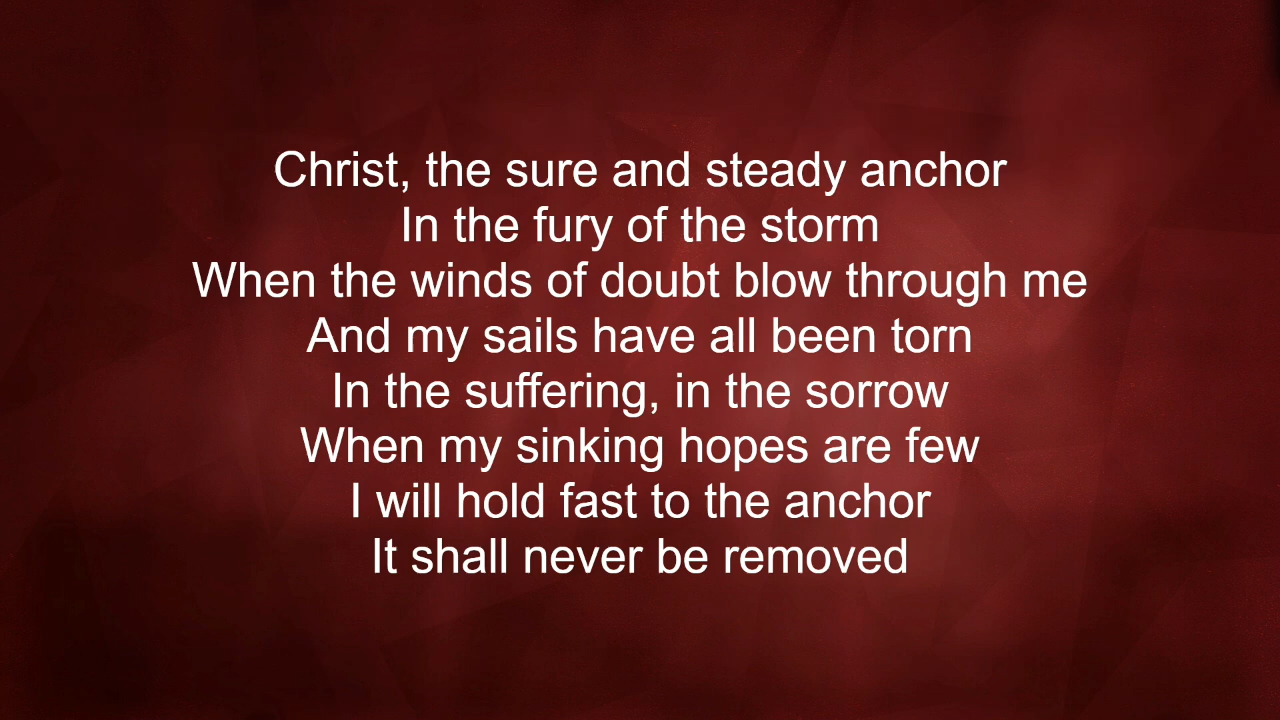 Christ, the sure and steady anchor
In the fury of the storm
When the winds of doubt blow through me
And my sails have all been torn
In the suffering, in the sorrow
When my sinking hopes are few
I will hold fast to the anchor
It shall never be removed